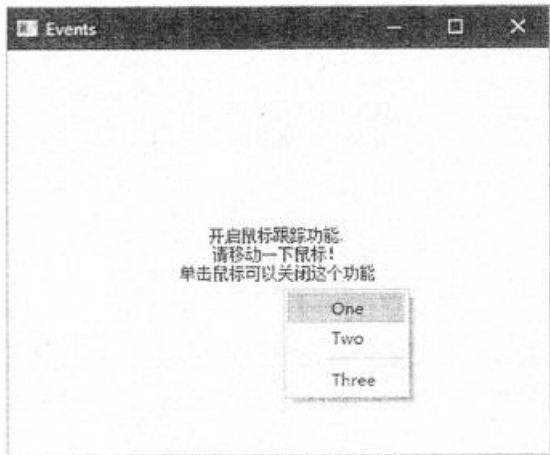 Events
开启鼠标跟踪功能.
请移动一下鼠标!
单击鼠标可以关闭这个功能
One
Two
Three